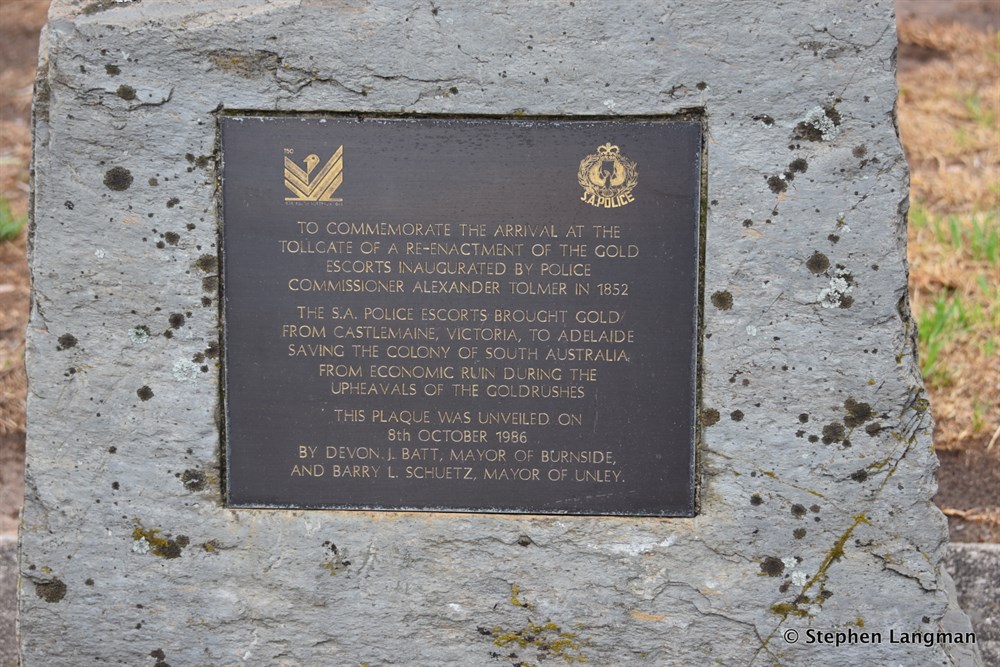 150
S.A. POLICE
TO COMMEMORATE THE ARRIVAL AT THE
TOLLGATE OF A RE-ENACTMENT OF THE GOLD
ESCORTS INAUGURATED BY POLICE
COMMISSIONER ALEXANDER TOLMER IN 1852
THE S.A. POLICE ESCORTS BROUGHT GOLD
FROM CASTLEMAINE, VICTORIA, TO ADELAIDE
SAVING THE COLONY OF SOUTH AUSTRALIA
FROM ECONOMIC RUIN DURING THE
UPHEAVALS OF THE GOLDRUSHES
THIS PLAQUE WAS UNVEILED ON
8th OCTOBER 1986
BY DEVON J. BATT, MAYOR OF BURNSIDE,
AND BARRY L. SCHUETZ, MAYOR OF UNLEY.
© Stephen Langman